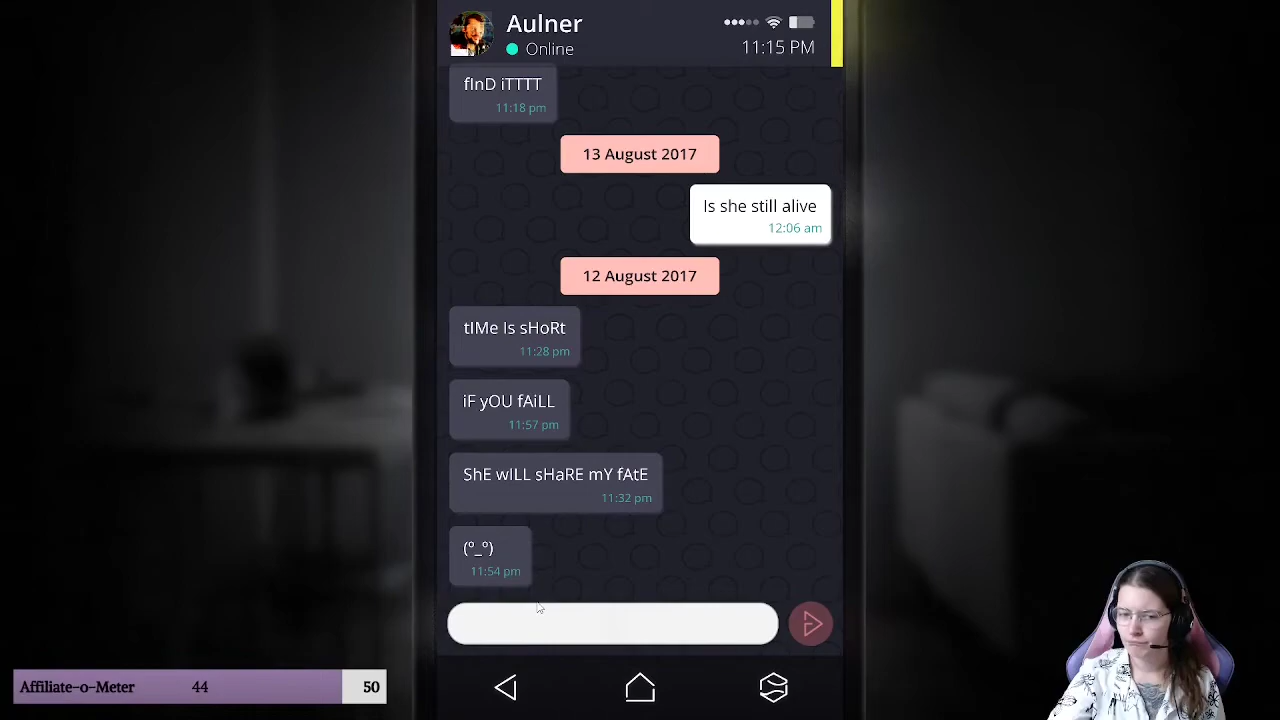 Aulner
Online
11:15 PM
fInD iTTTT
11:18 pm
13 August 2017
Is she still alive
12:06 am
12 August 2017
tIMe Is sHoRt
11:28 pm
iF yOU fAiLL
11:57 pm
ShE wILL sHaRE mY fAtE
11:32 pm
(°_°)
11:54 pm
Affiliate-o-Meter 44 50